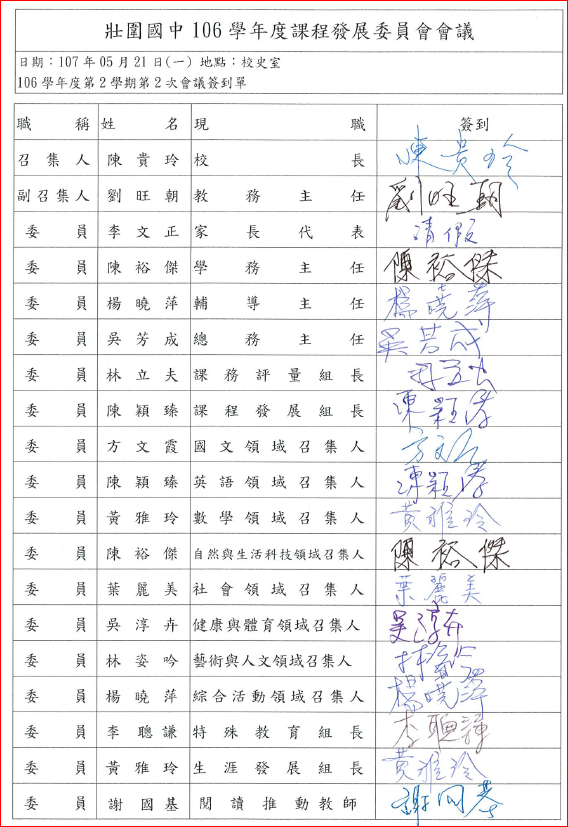 壯圍國中 106 學年度課程發展委員會會議
日期：107 年 05 月 21 日(一) 地點：校史室
106 學年度第 2 學期第 2 次會議簽到單
職稱 姓名 現職 簽到
召集人 陳貴玲 校長 陳貴玲
副召集人 劉旺朝 教務主任 劉旺朝
委員 李文正 家長代表 請假
委員 陳裕傑 學務主任 陳裕傑
委員 楊曉萍 輔導主任 楊曉萍
委員 吳芳成 總務主任 吳芳成
委員 林立夫 課務評量組長 林立夫
委員 陳穎臻 課程發展組長 陳穎臻
委員 方文霞 國文領域召集人 方文霞
委員 陳穎臻 英語領域召集人 陳穎臻
委員 黃雅玲 數學領域召集人 黃雅玲
委員 陳裕傑 自然與生活科技領域召集人 陳裕傑
委員 葉麗美 社會領域召集人 葉麗美
委員 吳淳卉 健康與體育領域召集人 吳淳卉
委員 林姿吟 藝術與人文領域召集人 林姿吟
委員 楊曉萍 綜合活動領域召集人 楊曉萍
委員 李聰謙 特殊教育組長 李聰謙
委員 黃雅玲 生涯發展組長 黃雅玲
委員 謝國基 閱讀推動教師 謝國基